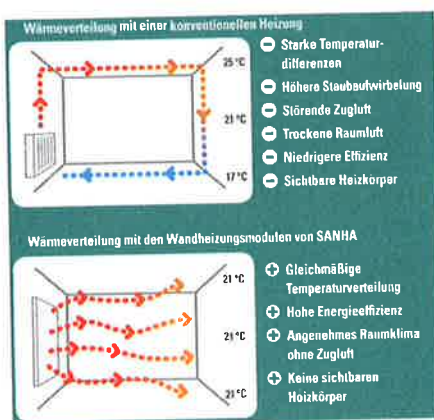 Wärmeverteilung mit einer konventionellen Heizung
25 °C
21 °C
17 °C
Starke Temperatur-
differenzen
Höhere Staubaufwirbelung
Störende Zugluft
Trockene Raumluft
Niedrigere Effizienz
Sichtbare Heizkörper
Wärmeverteilung mit den Wandheizungsmodulen von SANHA
21 °C
21 °C
21 °C
Gleichmäßige
Temperaturverteilung
Hohe Energieeffizienz
Angenehmes Raumklima
ohne Zugluft
Keine sichtbaren
Heizkörper